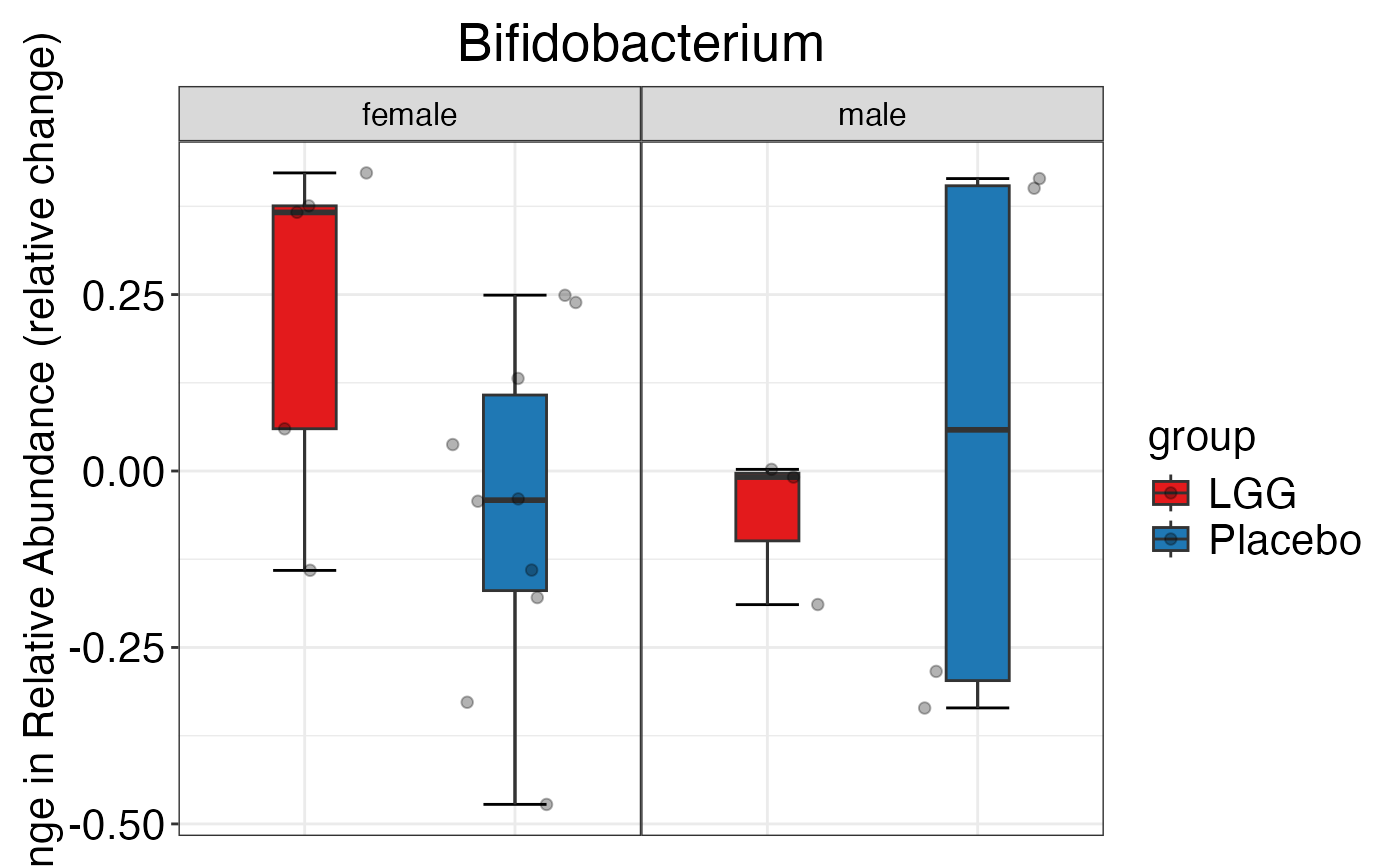 Bifidobacterium
female
male
nge in Relative Abundance (relative change)
0.25
0.00
-0.25
-0.50
group
LGG
Placebo